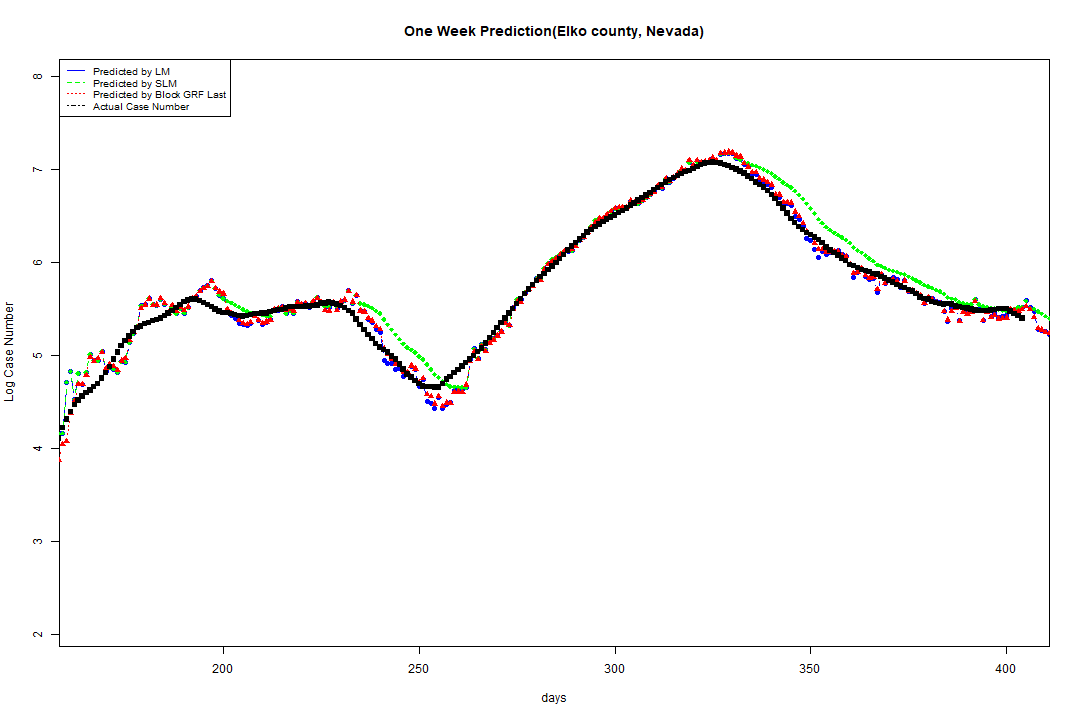 One Week Prediction(Elko county, Nevada)
Predicted by LM
Predicted by SLM
Predicted by Block GRF Last
Actual Case Number
Log Case Number
8
7
6
5
4
3
2
200 250 300 350 400
days